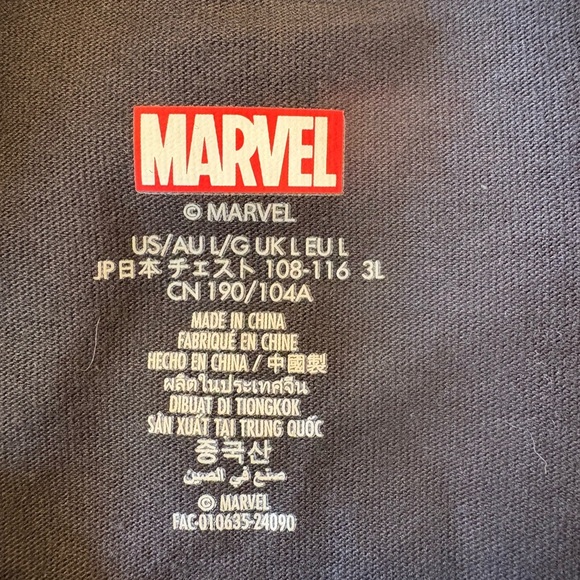 MARVEL
© MARVEL
US/AU L/G UK L EU L
JP日本 チェスト 108-116 3L
CN 190/104A
MADE IN CHINA
FABRIQUÉ EN CHINE
HECHO EN CHINA / 中國製
ผลิตในประเทศจีน
DIBUAT DI TIONGKOK
SẢN XUẤT TẠI TRUNG QUỐC
중국산
صنع في الصين
© MARVEL
FAC-010635-24090